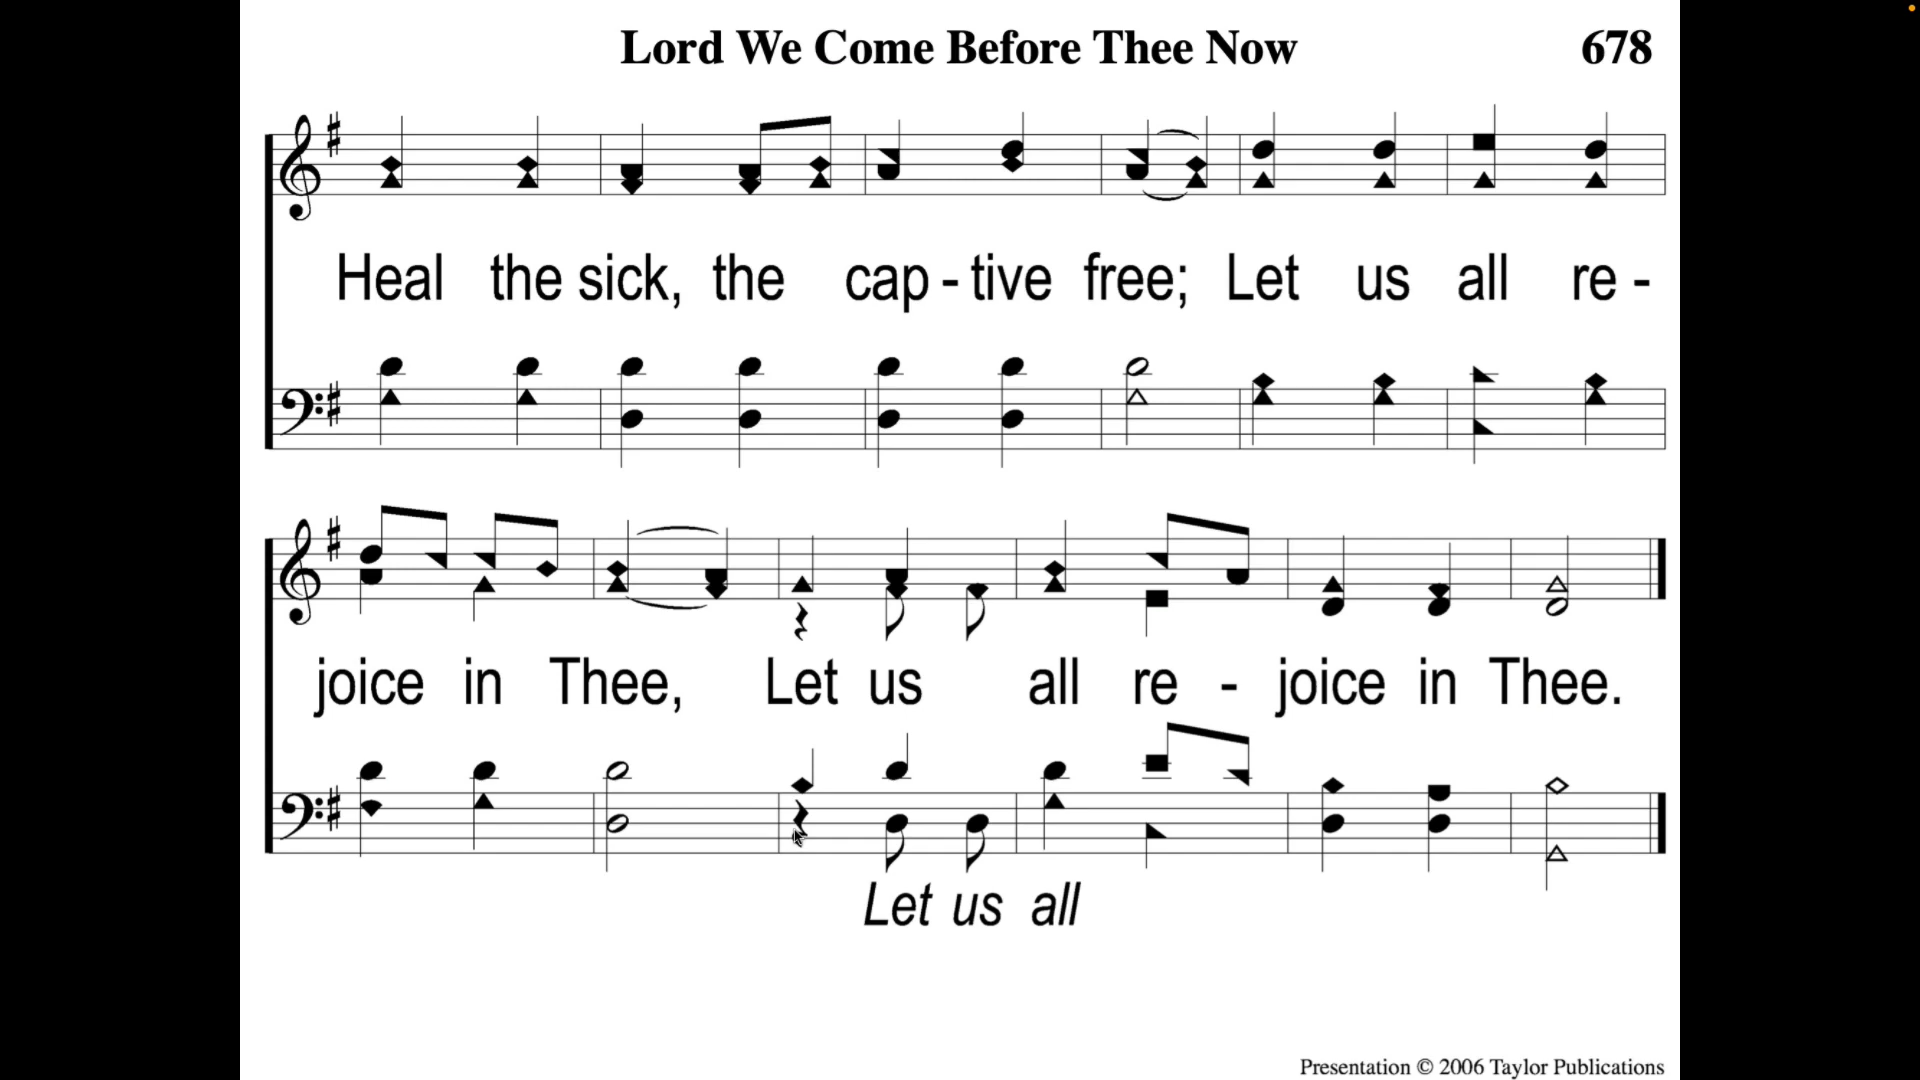 Lord We Come Before Thee Now 678
Heal the sick, the cap - tive free; Let us all re -
joice in Thee, Let us all re - joice in Thee.
Let us all
Presentation © 2006 Taylor Publications